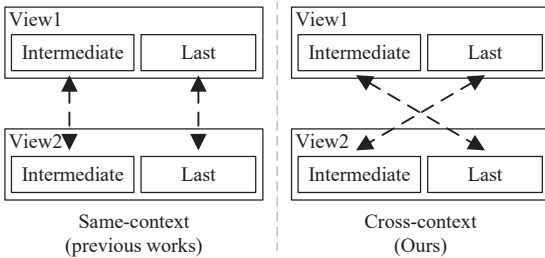 View1
Intermediate Last
View2
Intermediate Last
Same-context
(previous works)
View1
Intermediate Last
View2
Intermediate Last
Cross-context
(Ours)